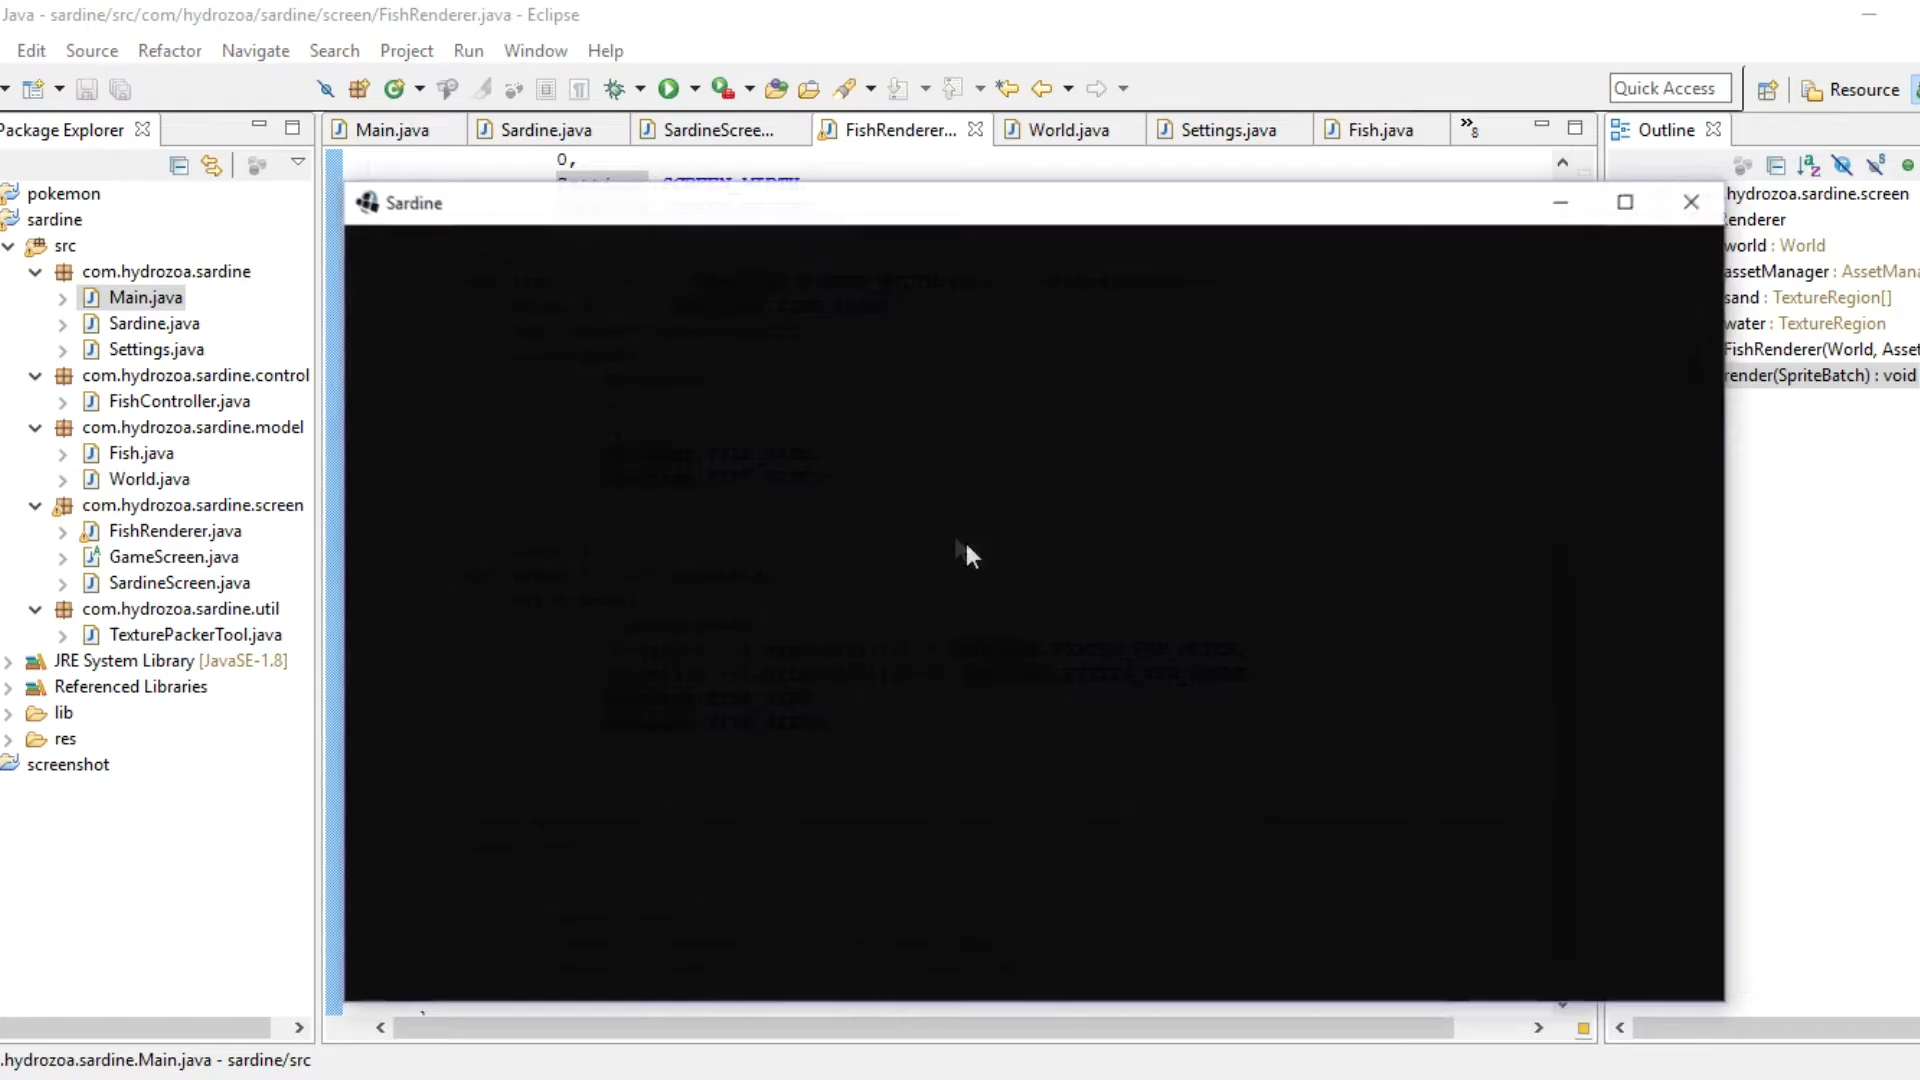 Java - sardine/src/com/hydrozoa/sardine/screen/FishRenderer.java - Eclipse
Edit Source Refactor Navigate Search Project Run Window Help
Quick Access
Resource
Package Explorer
Main.java
Sardine.java
SardineScree...
FishRenderer...
World.java
Settings.java
Fish.java
8
Outline
0,
SCREEN_WIDTH
Sardine
pokemon
sardine
src
com.hydrozoa.sardine
Main.java
Sardine.java
Settings.java
com.hydrozoa.sardine.control
FishController.java
com.hydrozoa.sardine.model
Fish.java
World.java
com.hydrozoa.sardine.screen
FishRenderer.java
GameScreen.java
SardineScreen.java
com.hydrozoa.sardine.util
TexturePackerTool.java
JRE System Library [JavaSE-1.8]
Referenced Libraries
lib
res
screenshot
hydrozoa.sardine.screen
Renderer
world : World
assetManager : AssetMana
sand : TextureRegion[]
water : TextureRegion
FishRenderer(World, Asset
render(SpriteBatch) : void
.hydrozoa.sardine.Main.java - sardine/src